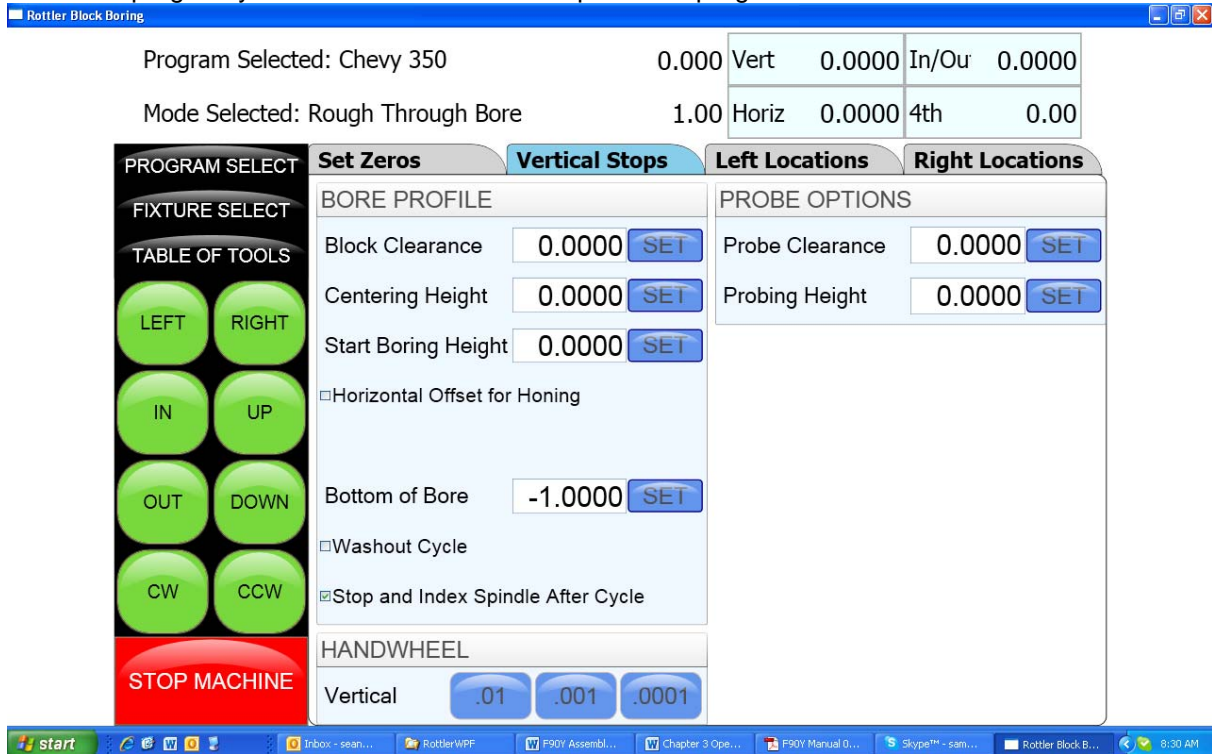 Rottler Block Boring
Program Selected: Chevy 350 0.000 Vert 0.0000 In/Ou 0.0000
Mode Selected: Rough Through Bore 1.00 Horiz 0.0000 4th 0.00
PROGRAM SELECT
FIXTURE SELECT
TABLE OF TOOLS
LEFT RIGHT
IN UP
OUT DOWN
CW CCW
STOP MACHINE
Set Zeros Vertical Stops Left Locations Right Locations
BORE PROFILE
Block Clearance 0.0000 SET
Centering Height 0.0000 SET
Start Boring Height 0.0000 SET
Horizontal Offset for Honing
Bottom of Bore -1.0000 SET
Washout Cycle
Stop and Index Spindle After Cycle
HANDWHEEL
Vertical .01 .001 .0001
PROBE OPTIONS
Probe Clearance 0.0000 SET
Probing Height 0.0000 SET
start Inbox - sean... RottlerWPF F90Y Assembl... Chapter 3 Ope... F90Y Manual 0... Skype™ - sam... Rottler Block B... 8:30 AM